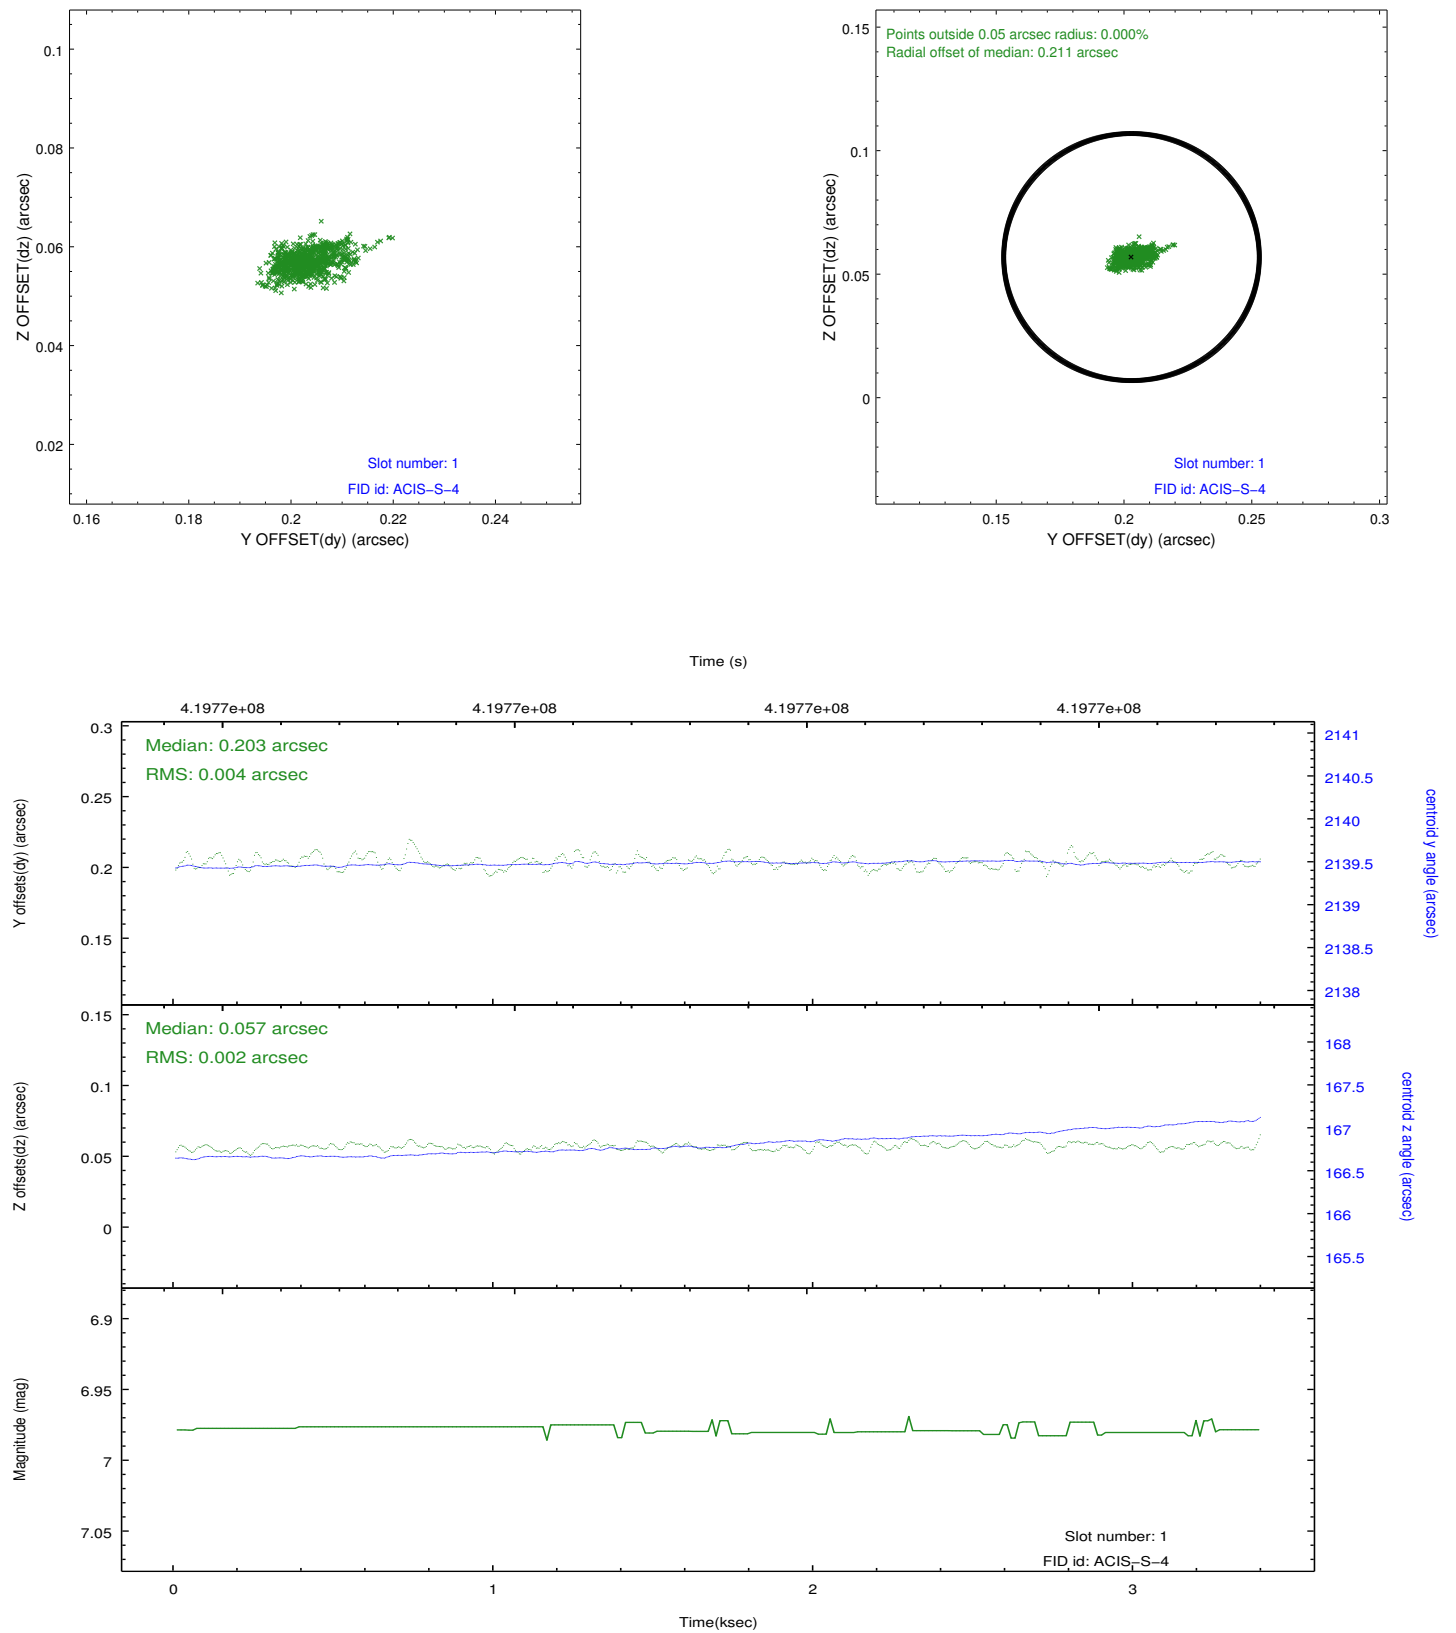 0.1
0.08
0.06
0.04
0.02
Z OFFSET(dz) (arcsec)
0.16 0.18 0.2 0.22 0.24
Y OFFSET(dy) (arcsec)
Slot number: 1
FID id: ACIS−S−4
Points outside 0.05 arcsec radius: 0.000%
Radial offset of median: 0.211 arcsec
0.15
0.1
0.05
0
Z OFFSET(dz) (arcsec)
0.15 0.2 0.25 0.3
Y OFFSET(dy) (arcsec)
Slot number: 1
FID id: ACIS−S−4
Time (s)
4.1977e+08 4.1977e+08 4.1977e+08 4.1977e+08
Median: 0.203 arcsec
RMS: 0.004 arcsec
0.3
0.25
0.2
0.15
Y offsets(dy) (arcsec)
2141
2140.5
2140
2139.5
2139
2138.5
2138
centroid y angle (arcsec)
Median: 0.057 arcsec
RMS: 0.002 arcsec
0.15
0.1
0.05
0
Z offsets(dz) (arcsec)
168
167.5
167
166.5
166
165.5
centroid z angle (arcsec)
6.9
6.95
7
7.05
Magnitude (mag)
Slot number: 1
FID id: ACIS−S−4
0 1 2 3
Time(ksec)